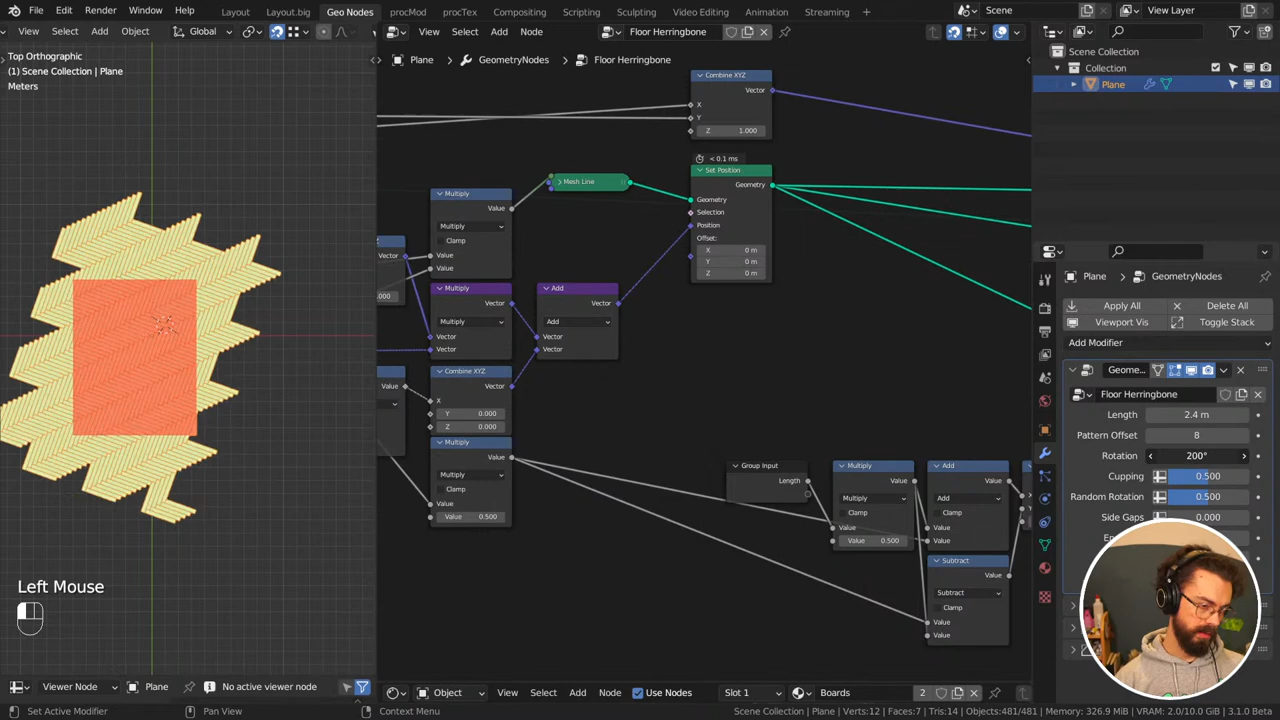 File Edit Render Window Help
Layout Layout.big Geo Nodes procMod procTex Compositing Scripting Sculpting Video Editing Animation Streaming +
Scene View Layer
View Select Add Object Global
View Select Add Node Floor Herringbone
Top Orthographic
(1) Scene Collection | Plane
Meters
Plane > GeometryNodes > Floor Herringbone
Scene Collection
Collection
Plane
Combine XYZ
Vector
X
Y
Z 1.000
< 0.1 ms
Set Position
Geometry
Geometry
Selection
Position
Offset:
X 0 m
Y 0 m
Z 0 m
Mesh Line
Multiply
Value
Multiply
Clamp
Value
Value
Multiply
Vector
Multiply
Vector
Vector
Add
Vector
Add
Vector
Vector
Combine XYZ
Vector
X
Y 0.000
Z 0.000
Multiply
Value
Multiply
Clamp
Value
Value 0.500
Vector
.000
Value
Group Input
Length
Multiply
Value
Multiply
Clamp
Value
Value 0.500
Add
Value
Add
Clamp
Value
Value
Subtract
Value
Subtract
Clamp
Value
Value
Plane > GeometryNodes
Apply All Delete All
Viewport Vis Toggle Stack
Add Modifier
Geome...
Floor Herringbone
Length 2.4 m
Pattern Offset 8
Rotation 200°
Cupping 0.500
Random Rotation 0.500
Side Gaps 0.000
Left Mouse
Viewer Node Plane No active viewer node
Object View Select Add Node Use Nodes Slot 1 Boards 2
Set Active Modifier Pan View Context Menu Scene Collection | Plane | Verts:12 | Faces:7 | Tris:14 | Objects:481/481 | Memory: 326.9 MiB | VRAM: 2.0/10.0 GiB | 3.1.0 Beta